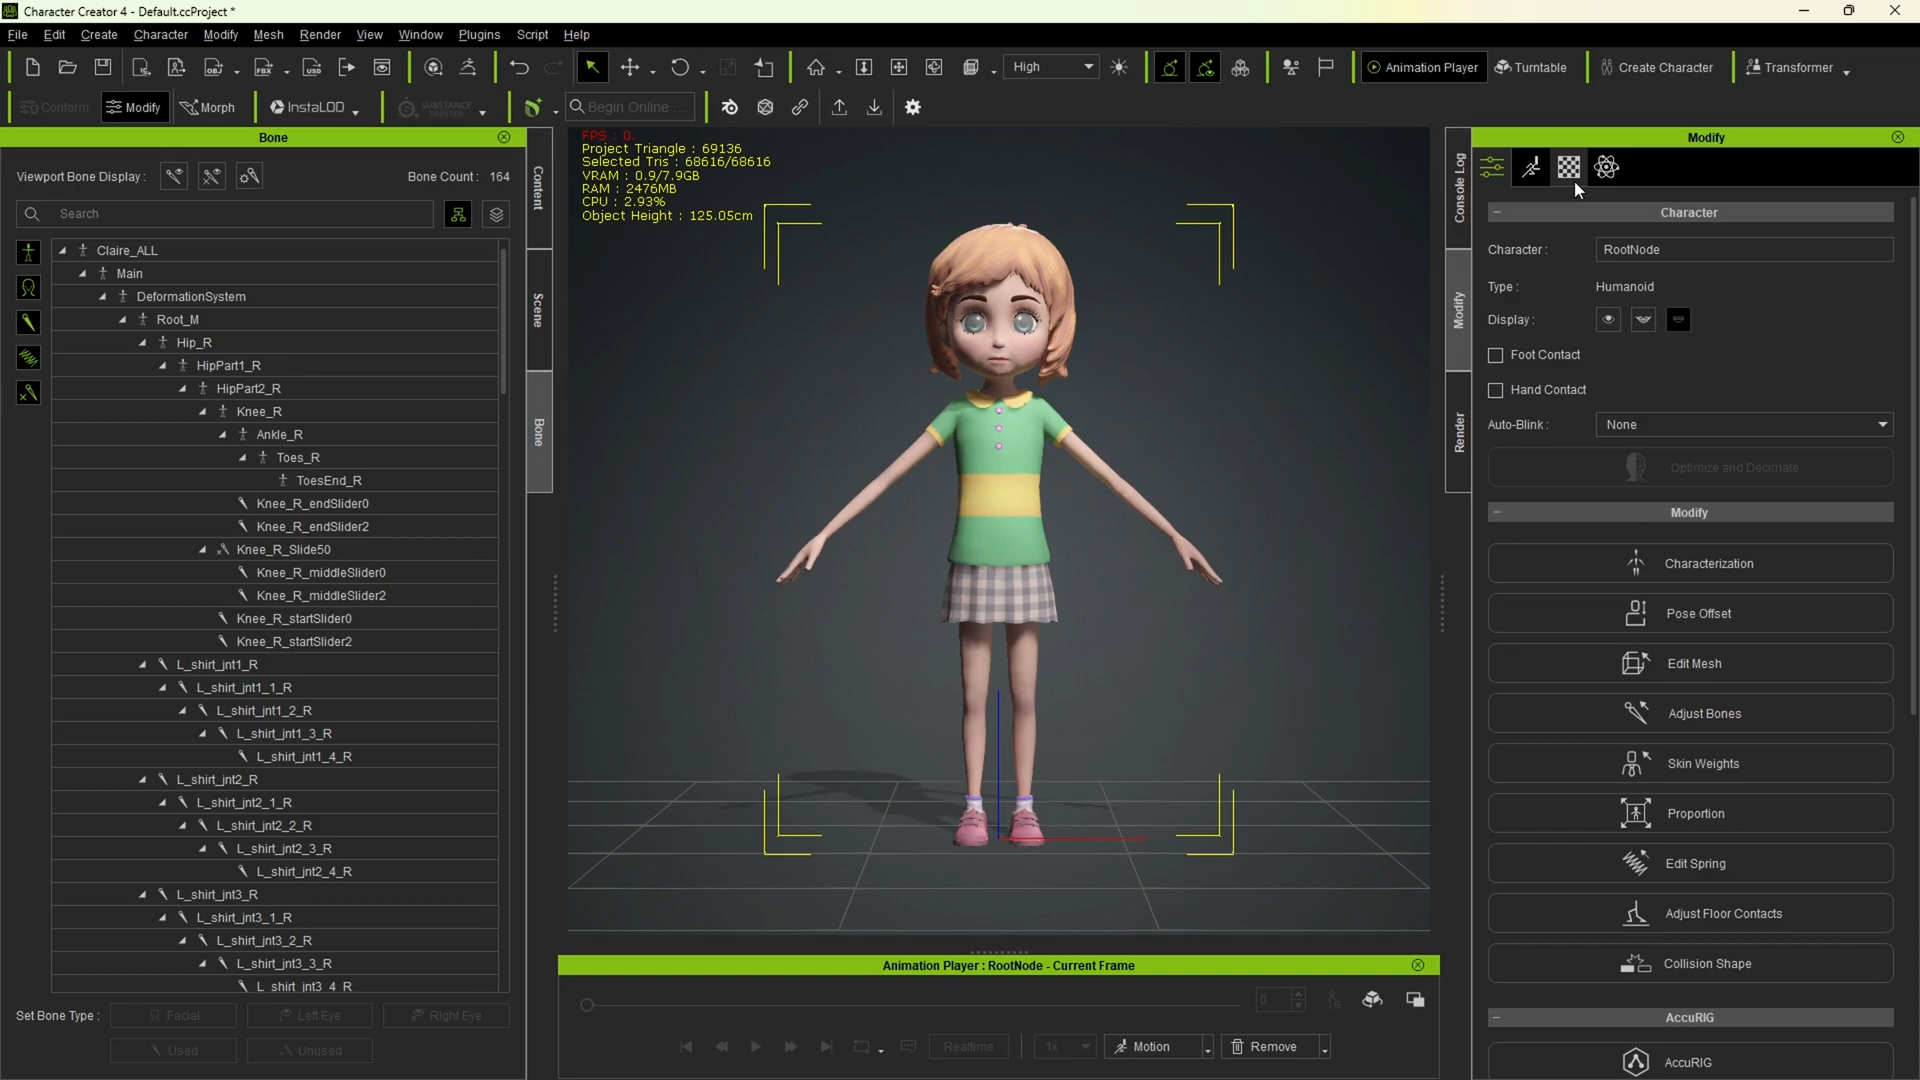 Character Creator 4 - Default.ccProject *
File Edit Create Character Modify Mesh Render View Window Plugins Script Help
High Animation Player Turntable Create Character Transformer
Conform Modify Morph InstaLOD SUBSTANCE PAINTER Begin Online ...
Bone
Viewport Bone Display : Bone Count : 164
Search
Claire_ALL
Main
DeformationSystem
Root_M
Hip_R
HipPart1_R
HipPart2_R
Knee_R
Ankle_R
Toes_R
ToesEnd_R
Knee_R_endSlider0
Knee_R_endSlider2
Knee_R_Slide50
Knee_R_middleSlider0
Knee_R_middleSlider2
Knee_R_startSlider0
Knee_R_startSlider2
L_shirt_jnt1_R
L_shirt_jnt1_1_R
L_shirt_jnt1_2_R
L_shirt_jnt1_3_R
L_shirt_jnt1_4_R
L_shirt_jnt2_R
L_shirt_jnt2_1_R
L_shirt_jnt2_2_R
L_shirt_jnt2_3_R
L_shirt_jnt2_4_R
L_shirt_jnt3_R
L_shirt_jnt3_1_R
L_shirt_jnt3_2_R
L_shirt_jnt3_3_R
L_shirt_jnt3_4_R
Set Bone Type : Facial Left Eye Right Eye
Used Unused
Content
Scene
Bone
FPS : 0.
Project Triangle : 69136
Selected Tris : 68616/68616
VRAM : 0.9/7.9GB
RAM : 2476MB
CPU : 2.93%
Object Height : 125.05cm
Animation Player : RootNode - Current Frame
0
Realtime 1x Motion Remove
Console Log
Modify
Render
Modify
Character
Character : RootNode
Type : Humanoid
Display :
Foot Contact
Hand Contact
Auto-Blink : None
Optimize and Decimate
Modify
Characterization
Pose Offset
Edit Mesh
Adjust Bones
Skin Weights
Proportion
Edit Spring
Adjust Floor Contacts
Collision Shape
AccuRIG
AccuRIG